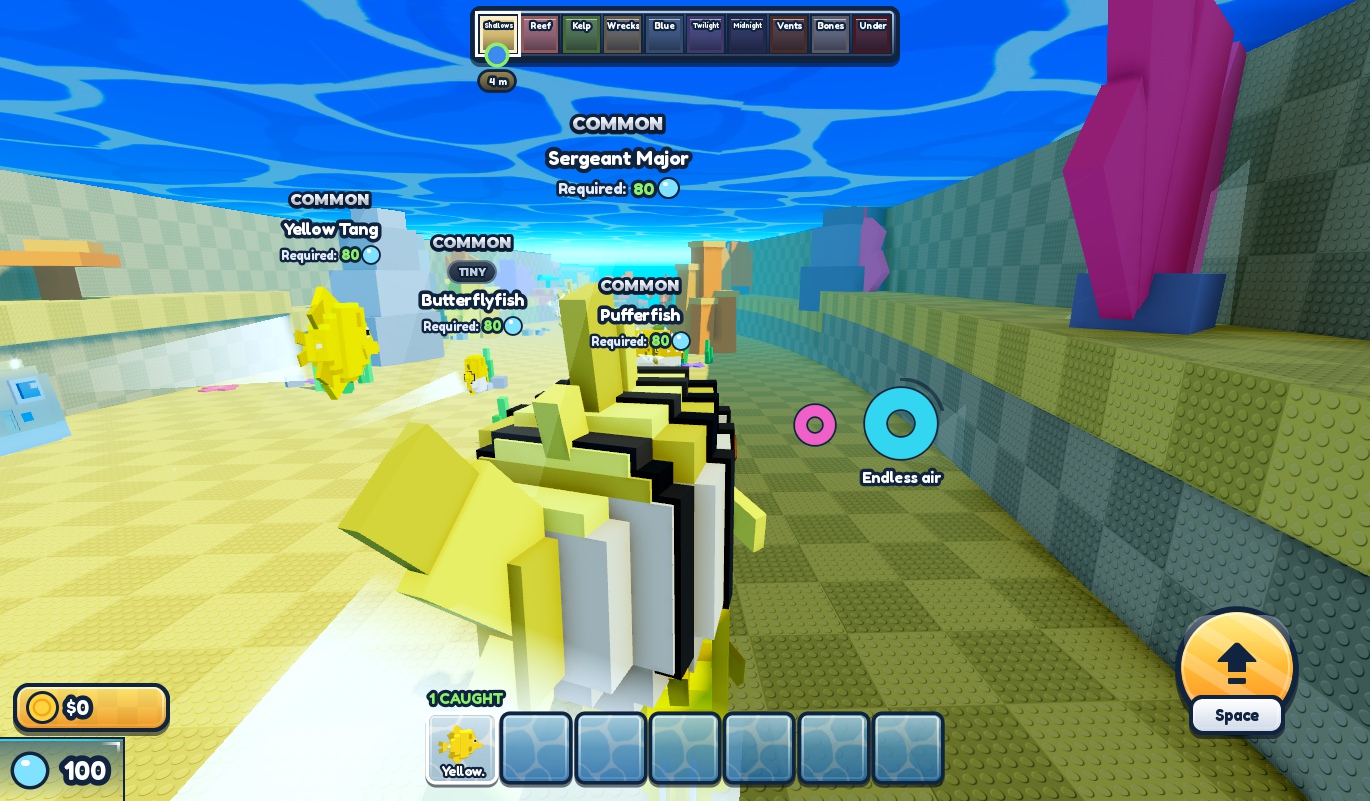 Shallows
Reef
Kelp
Wrecks
Blue
Twilight
Midnight
Vents
Bones
Under
4 m
COMMON
Sergeant Major
Required: 80
COMMON
Yellow Tang
Required: 80
COMMON
TINY
Butterflyfish
Required: 80
COMMON
Pufferfish
Required: 80
Endless air
Space
$0
100
1 CAUGHT
Yellow.